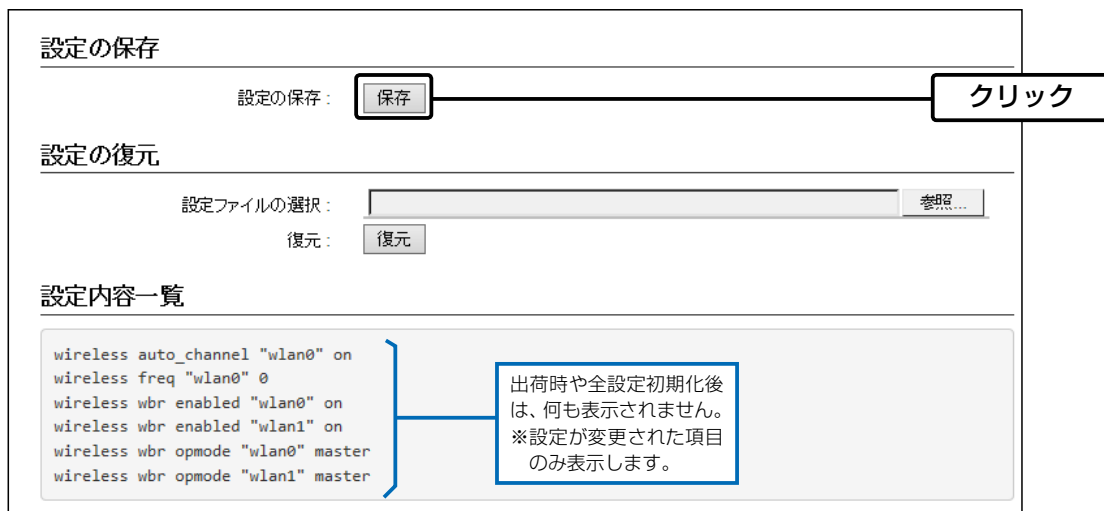 設定の保存
設定の保存 : 保存
クリック
設定の復元
設定ファイルの選択 : 参照...
復元 : 復元
設定内容一覧
wireless auto_channel "wlan0" on
wireless freq "wlan0" 0
wireless wbr enabled "wlan0" on
wireless wbr enabled "wlan1" on
wireless wbr opmode "wlan0" master
wireless wbr opmode "wlan1" master
出荷時や全設定初期化後
は、何も表示されません。
※設定が変更された項目
のみ表示します。